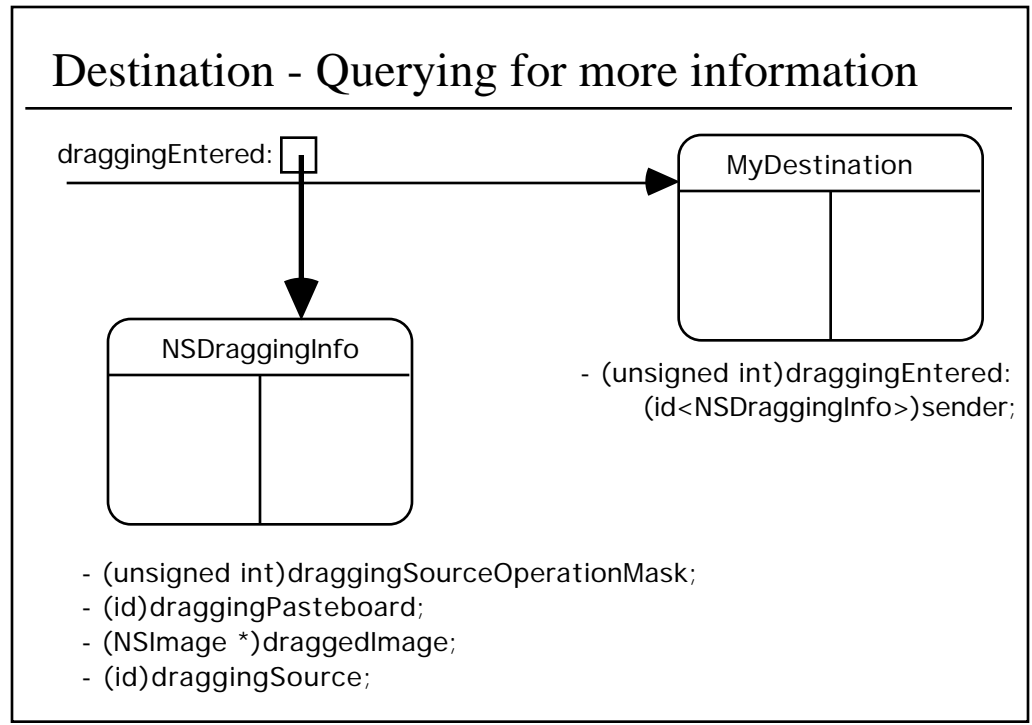 Destination - Querying for more information
draggingEntered:
MyDestination
NSDraggingInfo
- (unsigned int)draggingEntered:
(id<NSDraggingInfo>)sender;
- (unsigned int)draggingSourceOperationMask;
- (id)draggingPasteboard;
- (NSImage *)draggedImage;
- (id)draggingSource;